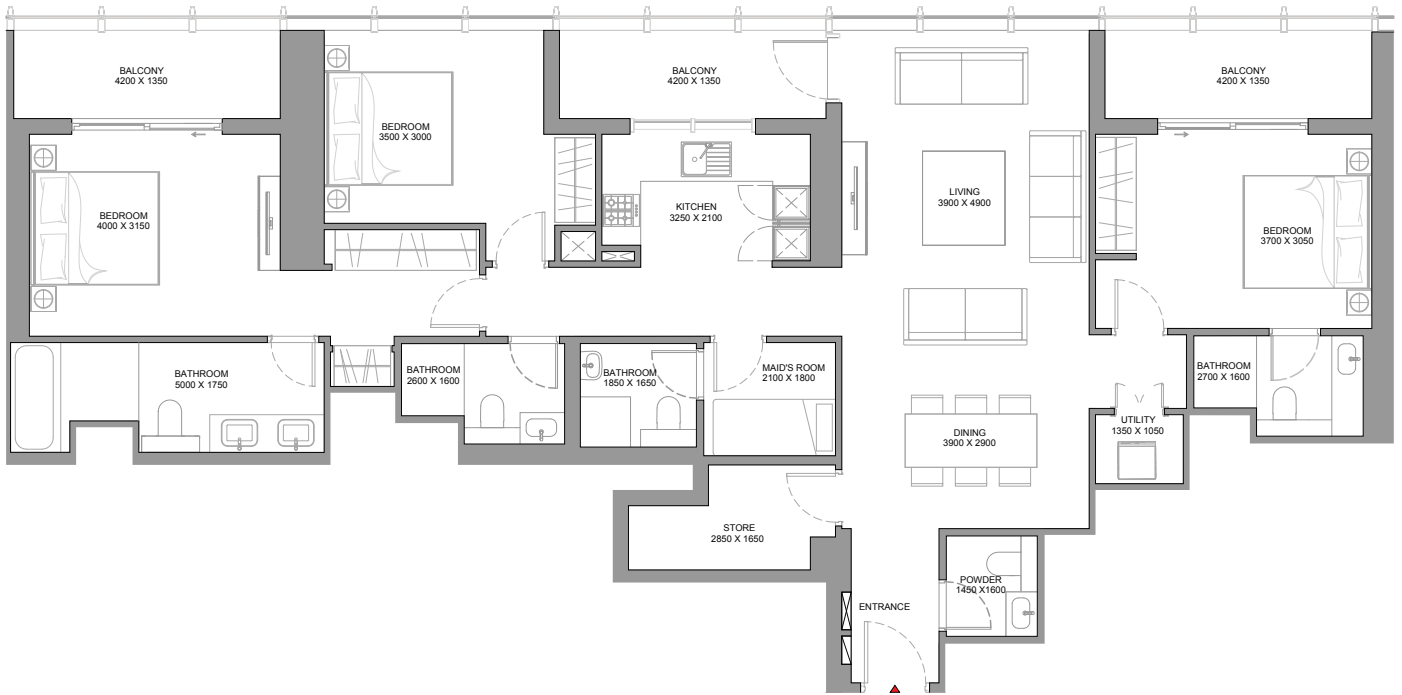 BALCONY
4200 X 1350
BALCONY
4200 X 1350
BALCONY
4200 X 1350
BEDROOM
3500 X 3000
BEDROOM
4000 X 3150
KITCHEN
3250 X 2100
LIVING
3900 X 4900
BEDROOM
3700 X 3050
BATHROOM
5000 X 1750
BATHROOM
2600 X 1600
BATHROOM
1850 X 1650
MAID'S ROOM
2100 X 1800
BATHROOM
2700 X 1600
DINING
3900 X 2900
UTILITY
1350 X 1050
STORE
2850 X 1650
POWDER
1450 X1600
ENTRANCE